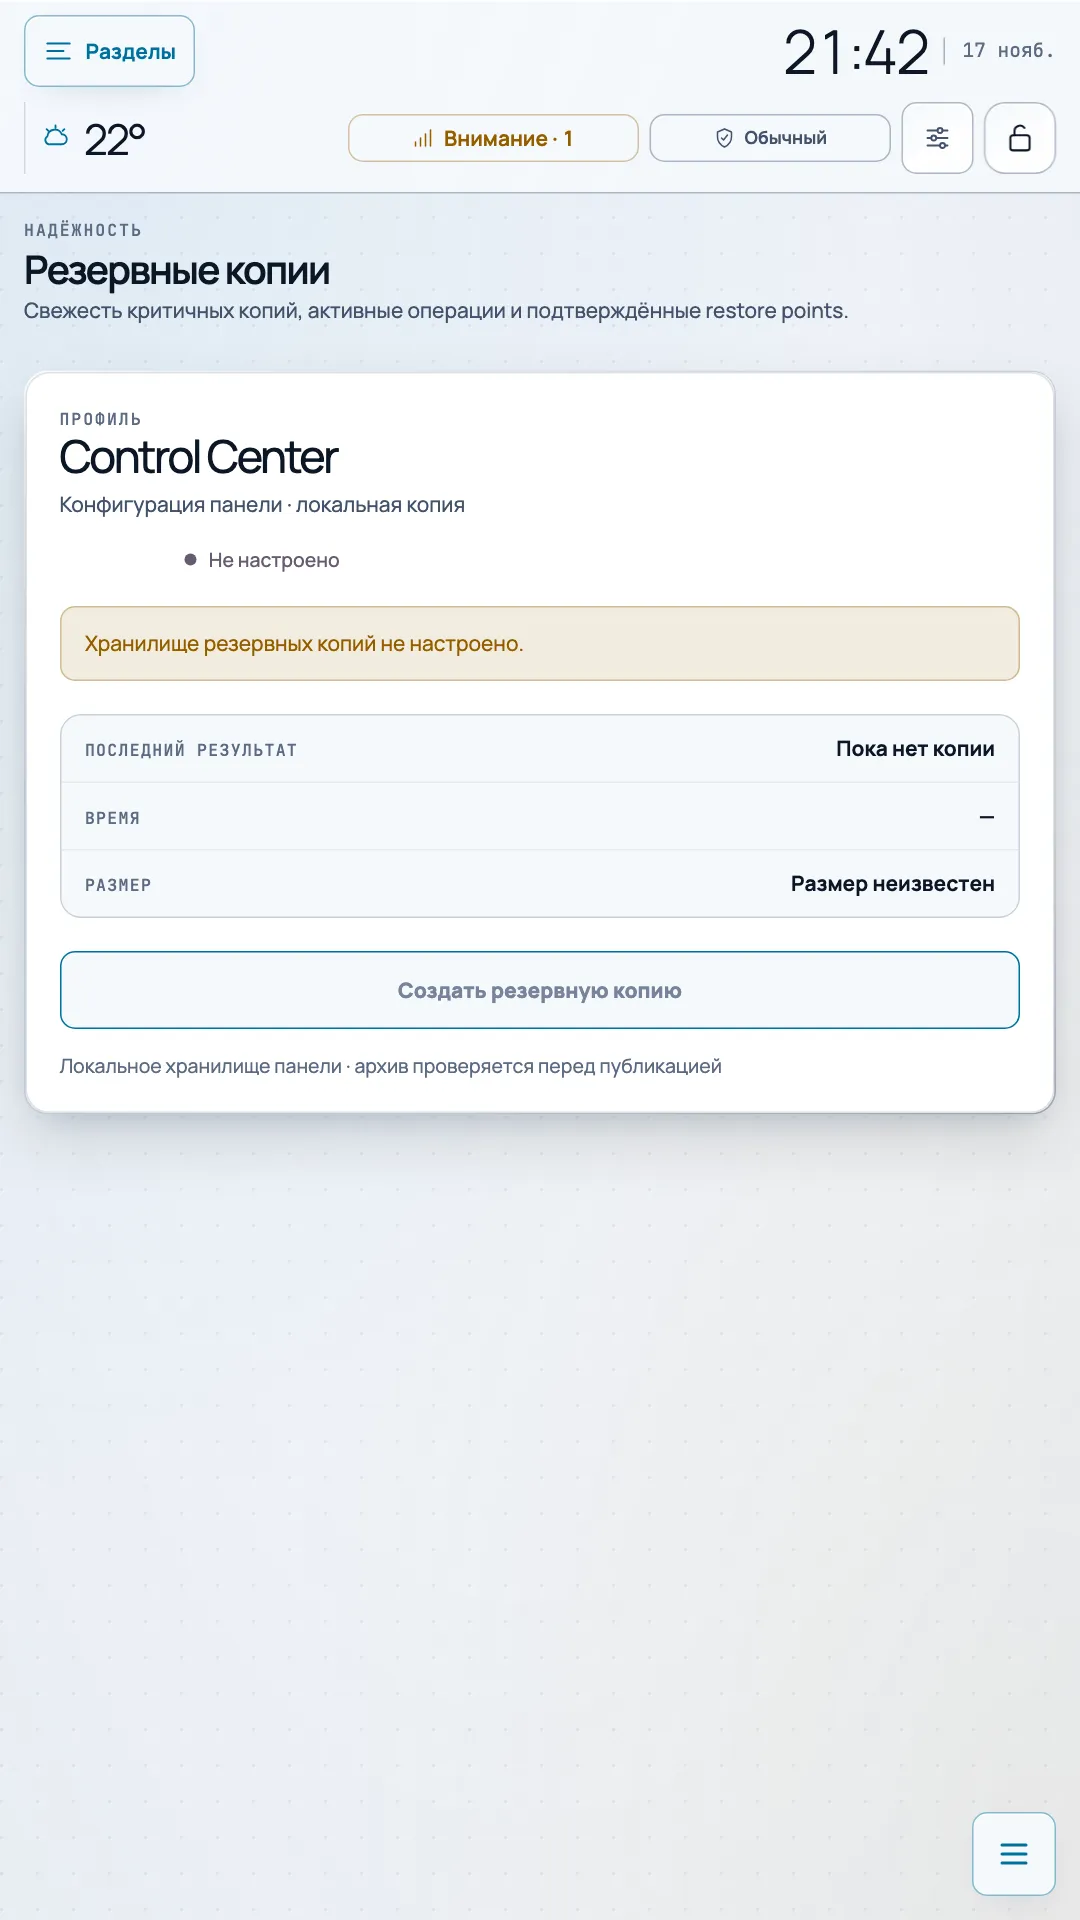 Разделы
21:42
17 нояб.
22°
Внимание · 1
Обычный
НАДЁЖНОСТЬ
Резервные копии
Свежесть критичных копий, активные операции и подтверждённые restore points.
ПРОФИЛЬ
Control Center
Конфигурация панели · локальная копия
Не настроено
Хранилище резервных копий не настроено.
ПОСЛЕДНИЙ РЕЗУЛЬТАТ
Пока нет копии
ВРЕМЯ
—
РАЗМЕР
Размер неизвестен
Создать резервную копию
Локальное хранилище панели · архив проверяется перед публикацией